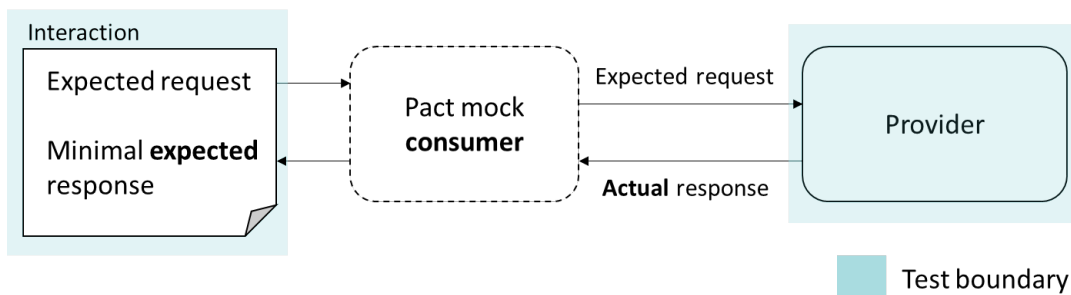 Interaction
Expected request
Minimal expected
response
Pact mock
consumer
Expected request
Actual response
Provider
Test boundary